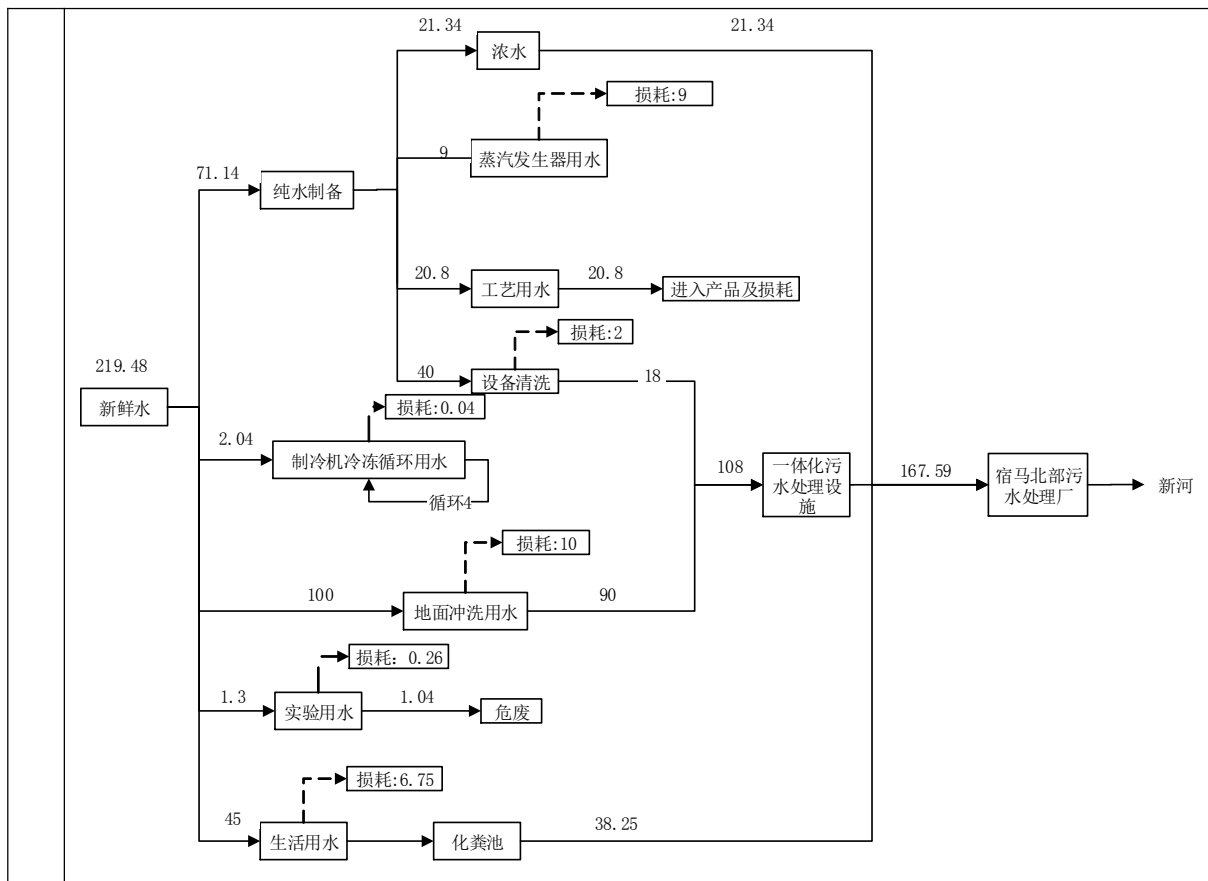 21.34
21.34
浓水
损耗:9
9
蒸汽发生器用水
71.14
纯水制备
20.8
20.8
工艺用水
进入产品及损耗
损耗:2
219.48
40
设备清洗
18
新鲜水
损耗:0.04
2.04
制冷机冷冻循环用水
循环4
108
一体化污
水处理设
施
167.59
宿马北部污
水处理厂
新河
损耗:10
100
地面冲洗用水
90
损耗：0.26
1.3
实验用水
1.04
危废
损耗:6.75
45
生活用水
化粪池
38.25